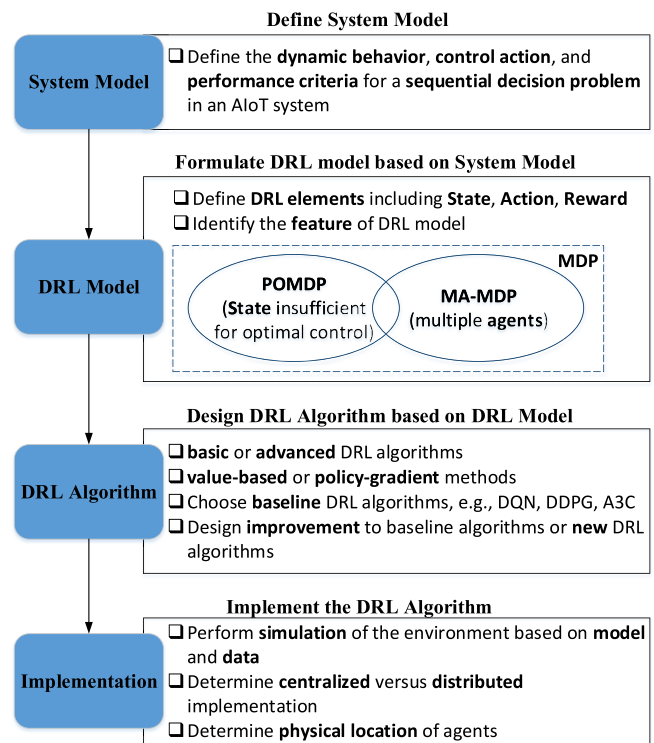 Define System Model
System Model
Define the dynamic behavior, control action, and
performance criteria for a sequential decision problem
in an AIoT system
Formulate DRL model based on System Model
DRL Model
Define DRL elements including State, Action, Reward
Identify the feature of DRL model
MDP
POMDP
(State insufficient
for optimal control)
MA-MDP
(multiple agents)
Design DRL Algorithm based on DRL Model
DRL Algorithm
basic or advanced DRL algorithms
value-based or policy-gradient methods
Choose baseline DRL algorithms, e.g., DQN, DDPG, A3C
Design improvement to baseline algorithms or new DRL
algorithms
Implement the DRL Algorithm
Implementation
Perform simulation of the environment based on model
and data
Determine centralized versus distributed
implementation
Determine physical location of agents